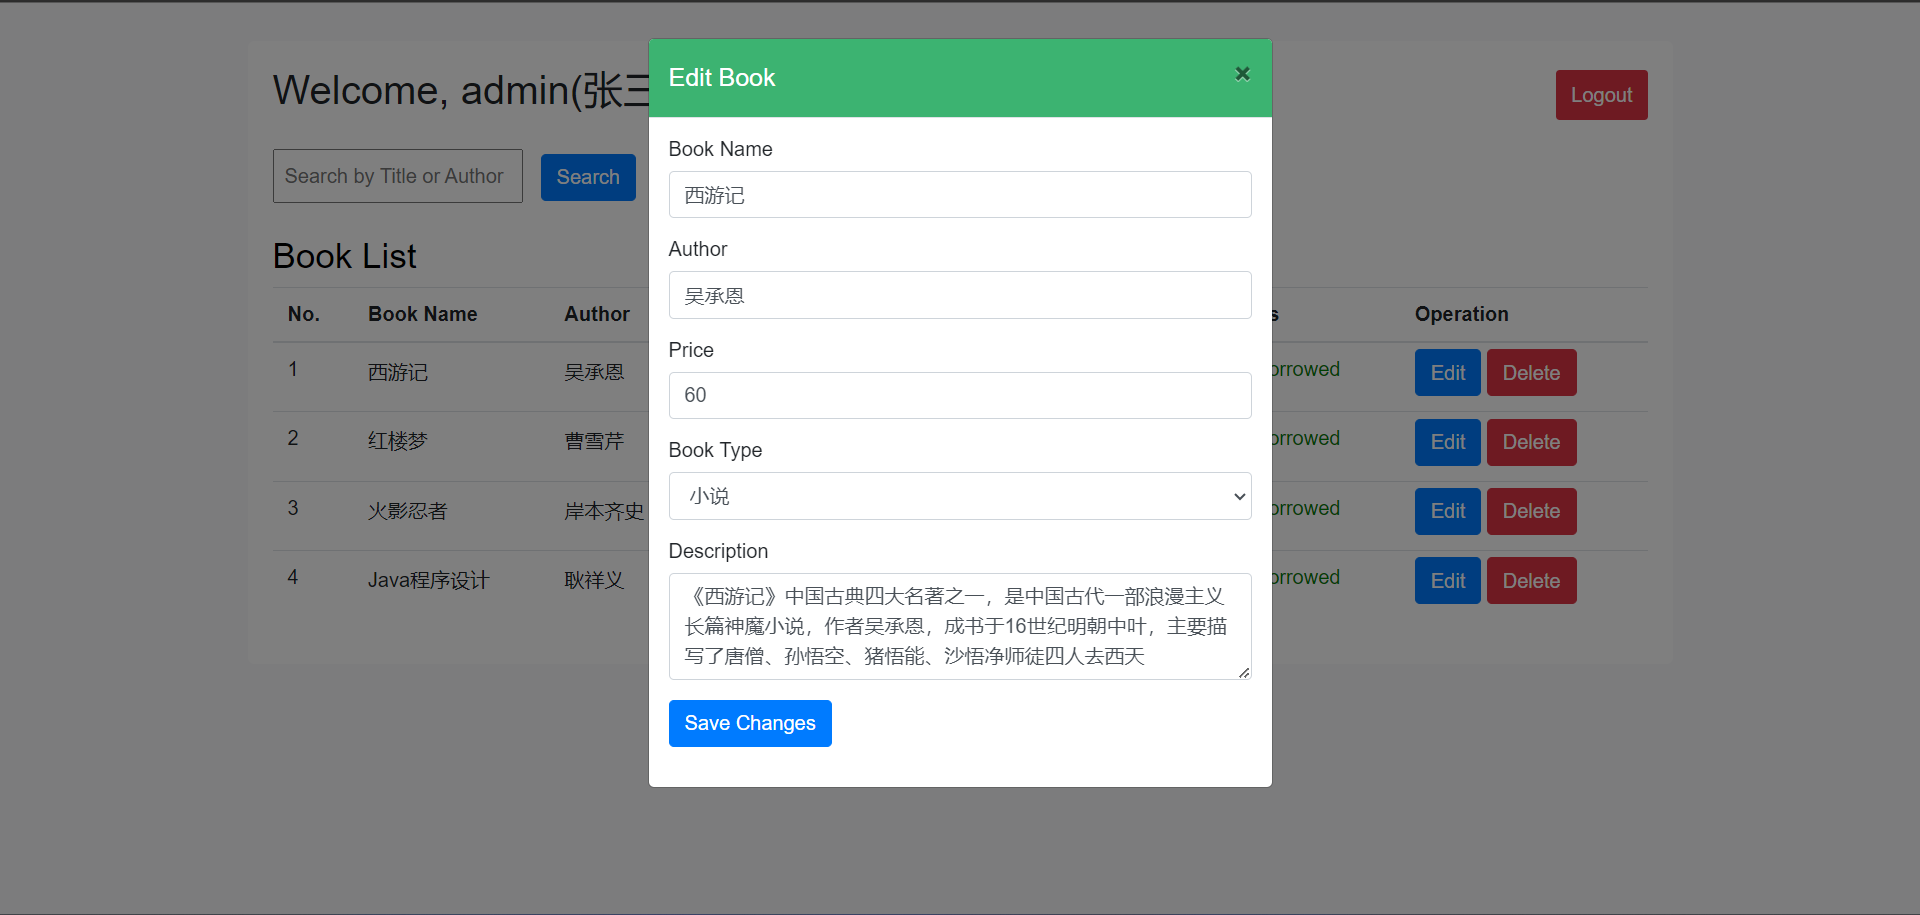 Welcome, admin(张三
Logout
Search by Title or Author
Search
Book List
No. Book Name Author s Operation
1 西游记 吴承恩 orrowed Edit Delete
2 红楼梦 曹雪芹 orrowed Edit Delete
3 火影忍者 岸本齐史 orrowed Edit Delete
4 Java程序设计 耿祥义 orrowed Edit Delete
Edit Book ×
Book Name
西游记
Author
吴承恩
Price
60
Book Type
小说
Description
《西游记》中国古典四大名著之一，是中国古代一部浪漫主义
长篇神魔小说，作者吴承恩，成书于16世纪明朝中叶，主要描
写了唐僧、孙悟空、猪悟能、沙悟净师徒四人去西天
Save Changes